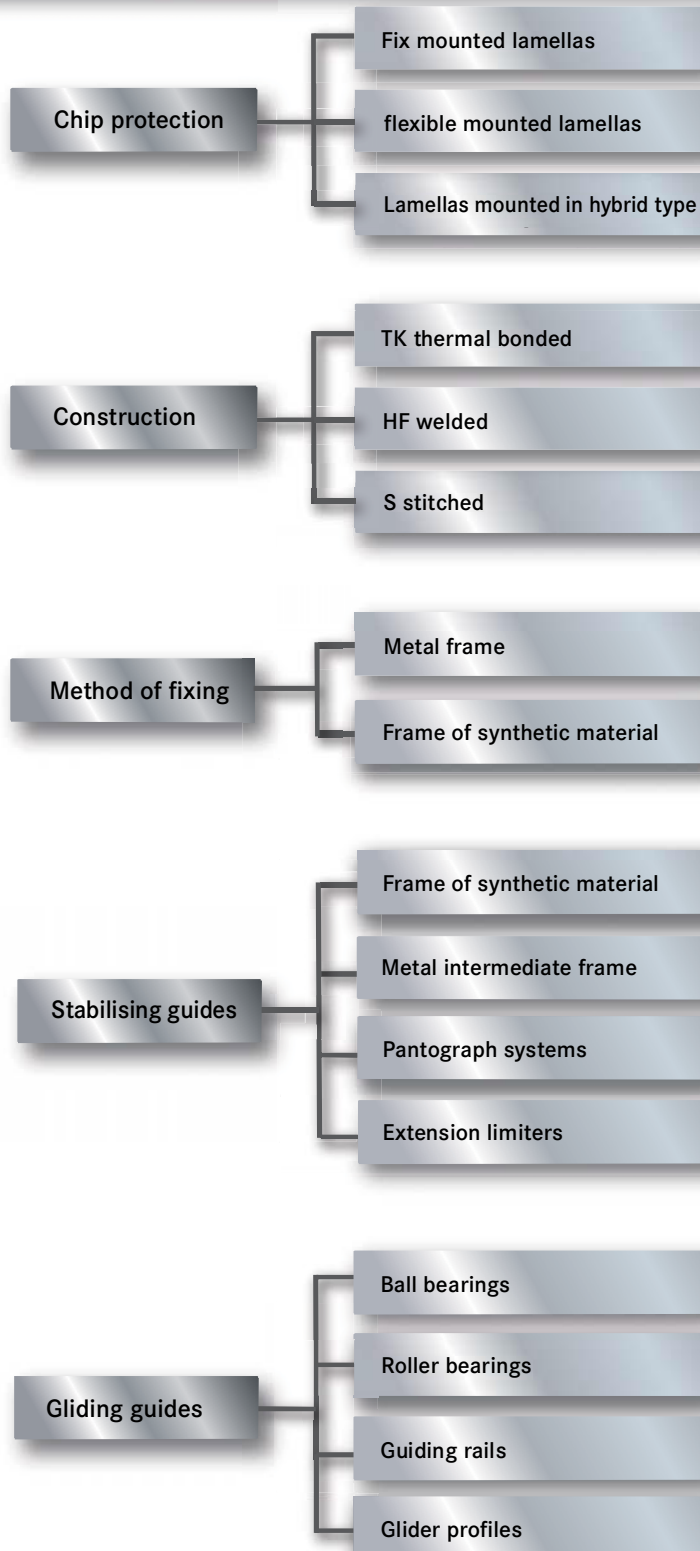 Chip protection
Fix mounted lamellas
flexible mounted lamellas
Lamellas mounted in hybrid type
Construction
TK thermal bonded
HF welded
S stitched
Method of fixing
Metal frame
Frame of synthetic material
Stabilising guides
Frame of synthetic material
Metal intermediate frame
Pantograph systems
Extension limiters
Gliding guides
Ball bearings
Roller bearings
Guiding rails
Glider profiles